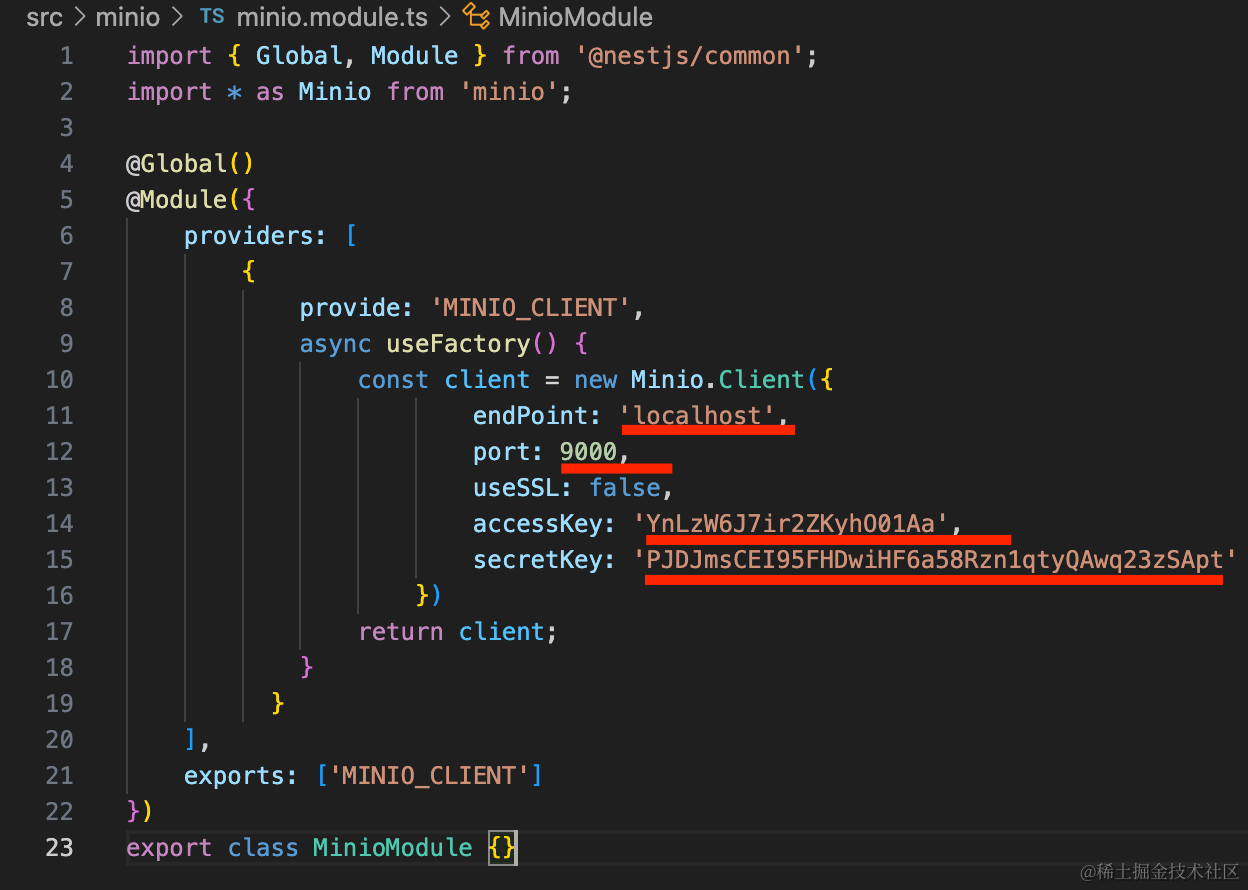 src > minio > TS minio.module.ts > MinioModule
1 import { Global, Module } from '@nestjs/common';
2 import * as Minio from 'minio';
3
4 @Global()
5 @Module({
6 providers: [
7 {
8 provide: 'MINIO_CLIENT',
9 async useFactory() {
10 const client = new Minio.Client({
11 endPoint: 'localhost',
12 port: 9000,
13 useSSL: false,
14 accessKey: 'YnLzW6J7ir2ZKyhO01Aa',
15 secretKey: 'PJDJmsCEI95FHDwiHF6a58Rzn1qtyQAwq23zSApt'
16 })
17 return client;
18 }
19 }
20 ],
21 exports: ['MINIO_CLIENT']
22 })
23 export class MinioModule {}
@稀土掘金技术社区